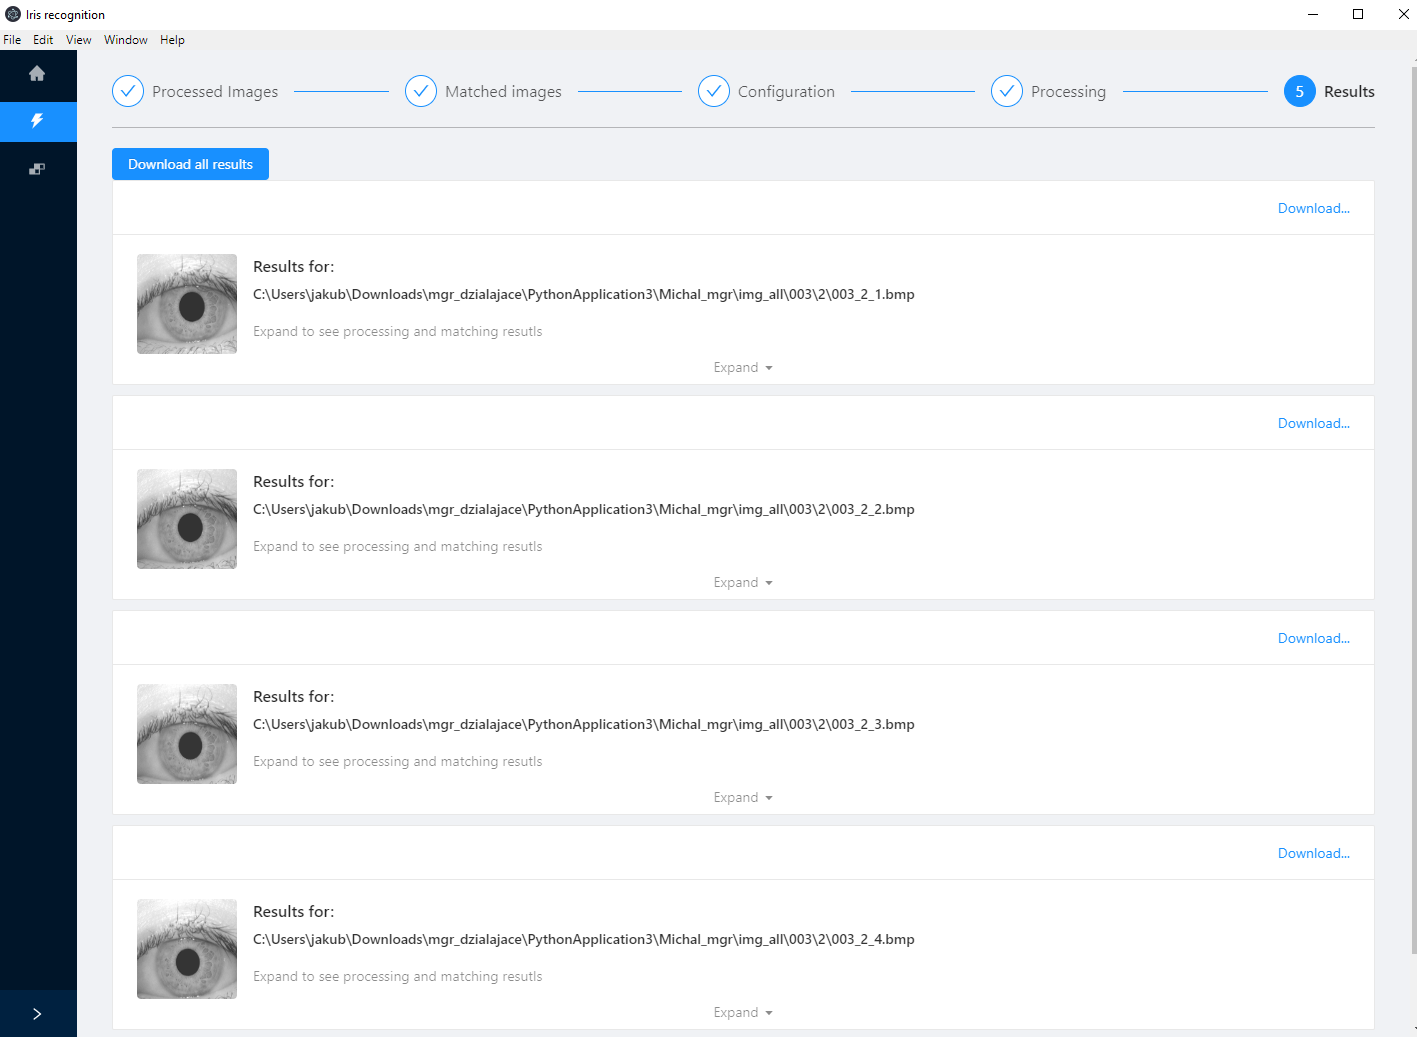 Iris recognition
File Edit View Window Help
Processed Images Matched images Configuration Processing 5 Results
Download all results
Download...
Results for:
C:\Users\jakub\Downloads\mgr_dzialajace\PythonApplication3\Michal_mgr\img_all\003\2\003_2_1.bmp
Expand to see processing and matching resutls
Expand
Download...
Results for:
C:\Users\jakub\Downloads\mgr_dzialajace\PythonApplication3\Michal_mgr\img_all\003\2\003_2_2.bmp
Expand to see processing and matching resutls
Expand
Download...
Results for:
C:\Users\jakub\Downloads\mgr_dzialajace\PythonApplication3\Michal_mgr\img_all\003\2\003_2_3.bmp
Expand to see processing and matching resutls
Expand
Download...
Results for:
C:\Users\jakub\Downloads\mgr_dzialajace\PythonApplication3\Michal_mgr\img_all\003\2\003_2_4.bmp
Expand to see processing and matching resutls
Expand